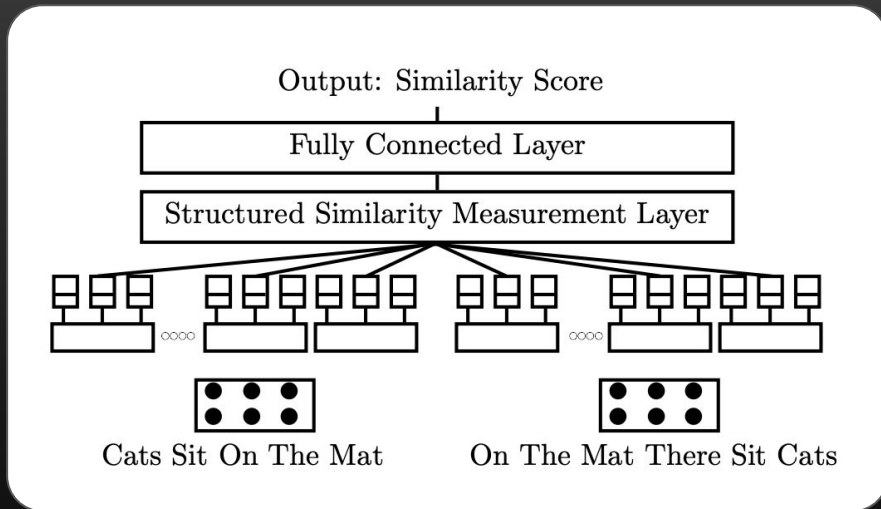 Output: Similarity Score
Fully Connected Layer
Structured Similarity Measurement Layer
Cats Sit On The Mat
On The Mat There Sit Cats